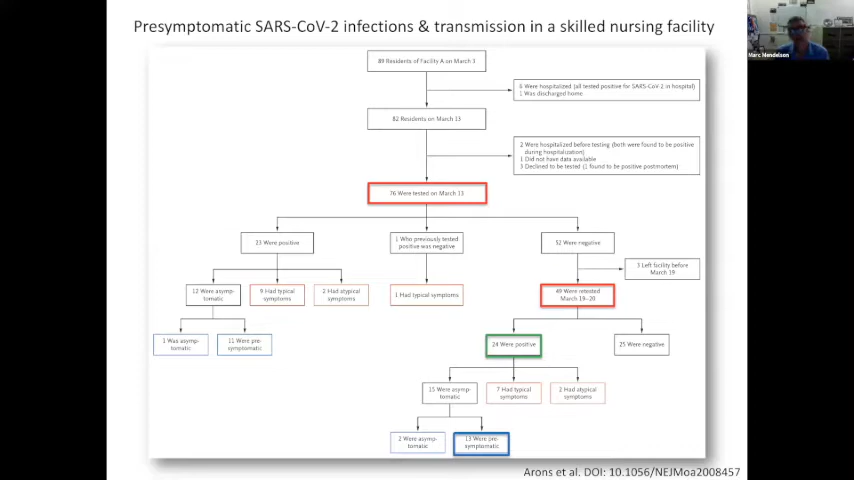 Presymptomatic SARS-CoV-2 infections & transmission in a skilled nursing facility
Marc Mendelson
89 Residents of Facility A on March 3
6 Were hospitalized (all tested positive for SARS-CoV-2 in hospital)
1 Was discharged home
82 Residents on March 13
2 Were hospitalized before testing (both were found to be positive
during hospitalization)
1 Did not have data available
3 Declined to be tested (1 found to be positive postmortem)
76 Were tested on March 13
23 Were positive
1 Who previously tested
positive was negative
52 Were negative
3 Left facility before
March 19
12 Were asymp-
tomatic
9 Had typical
symptoms
2 Had atypical
symptoms
1 Had typical symptoms
49 Were retested
March 19–20
1 Was asymp-
tomatic
11 Were pre-
symptomatic
24 Were positive
25 Were negative
15 Were asymp-
tomatic
7 Had typical
symptoms
2 Had atypical
symptoms
2 Were asymp-
tomatic
13 Were pre-
symptomatic
Arons et al. DOI: 10.1056/NEJMoa2008457